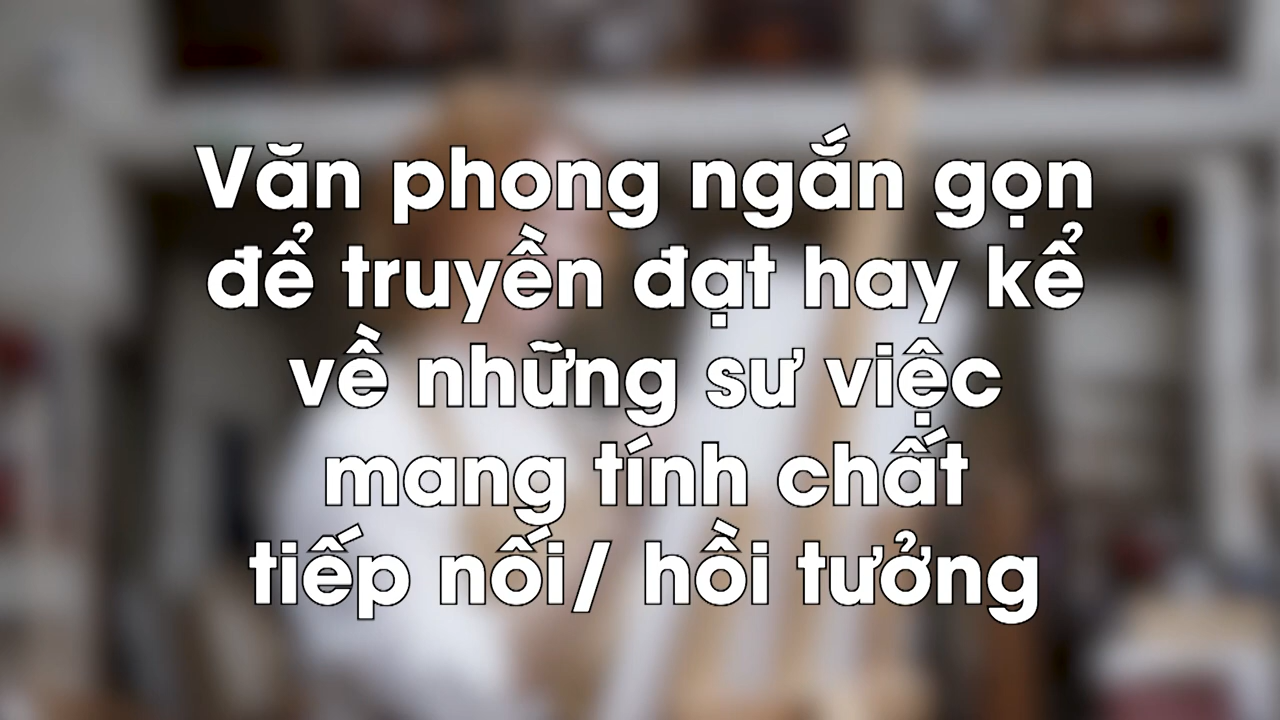 Văn phong ngắn gọn
để truyền đạt hay kể
về những sư việc
mang tính chất
tiếp nối/ hồi tưởng